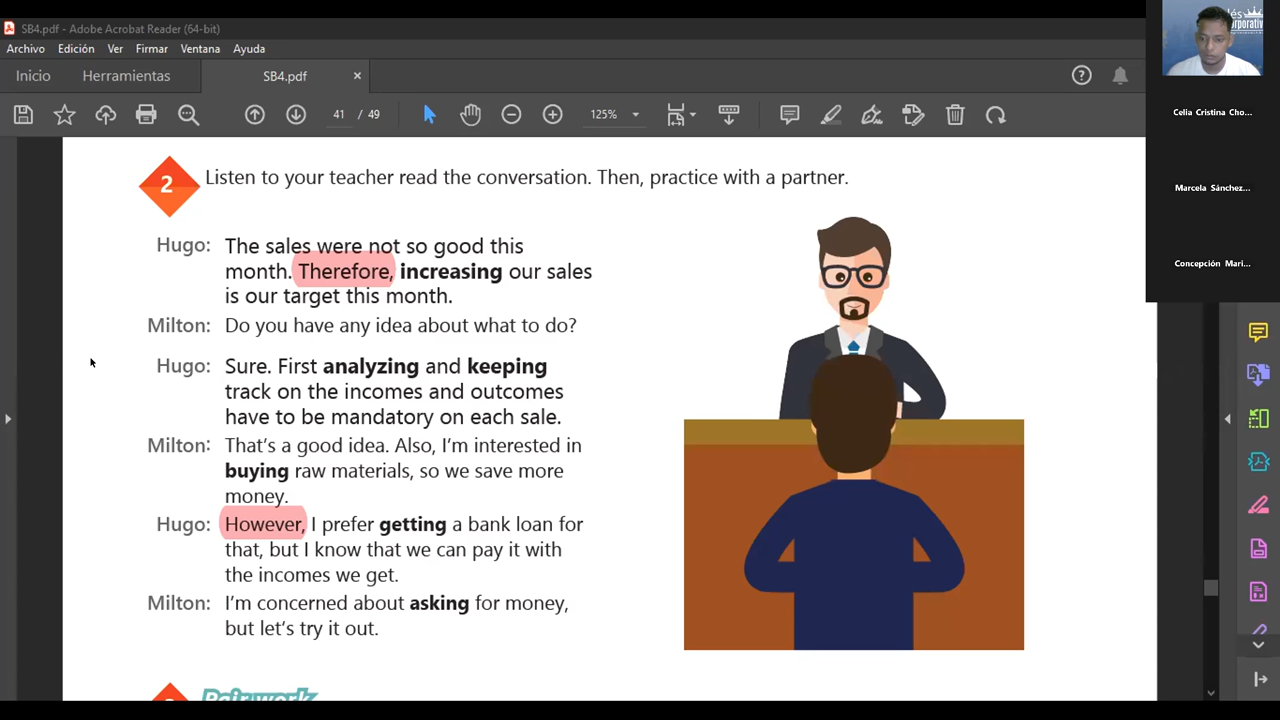 SB4.pdf - Adobe Acrobat Reader (64-bit)
Archivo Edición Ver Firmar Ventana Ayuda
Inicio Herramientas SB4.pdf ×
41 / 49 125%
2 Listen to your teacher read the conversation. Then, practice with a partner.
Hugo: The sales were not so good this
month. Therefore, increasing our sales
is our target this month.
Milton: Do you have any idea about what to do?
Hugo: Sure. First analyzing and keeping
track on the incomes and outcomes
have to be mandatory on each sale.
Milton: That's a good idea. Also, I'm interested in
buying raw materials, so we save more
money.
Hugo: However, I prefer getting a bank loan for
that, but I know that we can pay it with
the incomes we get.
Milton: I'm concerned about asking for money,
but let's try it out.
Pair work
Celia Cristina Cho...
Marcela Sánchez...
Concepción Mari...